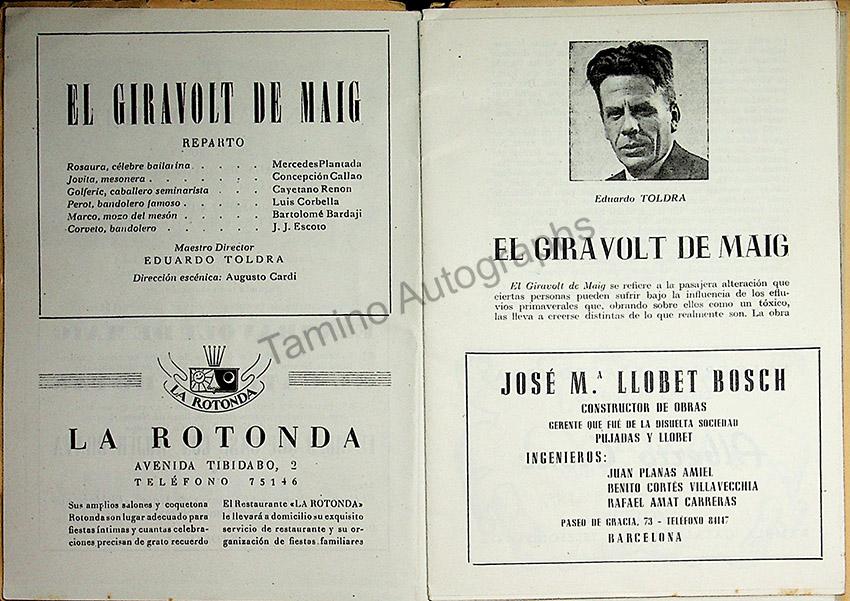 EL GIRAVOLT DE MAIG
REPARTO
Rosaura, célebre bailarina . . . . . Mercedes Plantada
Jovita, mesonera . . . . . . . Concepción Callao
Golferic, caballero seminarista . . . . Cayetano Renon
Perot, bandolero famoso . . . . . . Luis Corbella
Marco, mozo del mesón . . . . . . Bartolomé Bardaji
Corveto, bandolero . . . . . . . J. J. Escoto
Maestro Director
EDUARDO TOLDRA
Dirección escénica: Augusto Cardi
LA ROTONDA
LA ROTONDA
AVENIDA TIBIDABO, 2
TELÉFONO 75146
Sus amplios salones y coquetona
Rotonda son lugar adecuado para
fiestas íntimas y cuantas celebra-
ciones precisan de grato recuerdo
El Restaurante «LA ROTONDA»
le llevará a domicilio su exquisito
servicio de restaurante y su or-
ganización de fiestas familiares
Eduardo TOLDRA
EL GIRAVOLT DE MAIG
El Giravolt de Maig se refiere a la pasajera alteración que
ciertas personas pueden sufrir bajo la influencia de los eflu-
vios primaverales que, obrando sobre ellos como un tóxico,
las lleva a creerse distintas de lo que realmente son. La obra
JOSÉ M.ª LLOBET BOSCH
CONSTRUCTOR DE OBRAS
GERENTE QUE FUÉ DE LA DISUELTA SOCIEDAD
PUJADAS Y LLOBET
INGENIEROS:
JUAN PLANAS AMIEL
BENITO CORTÉS VILLAVECCHIA
RAFAEL AMAT CARRERAS
PASEO DE GRACIA, 73 - TELÉFONO 81117
BARCELONA
Tamino Autographs